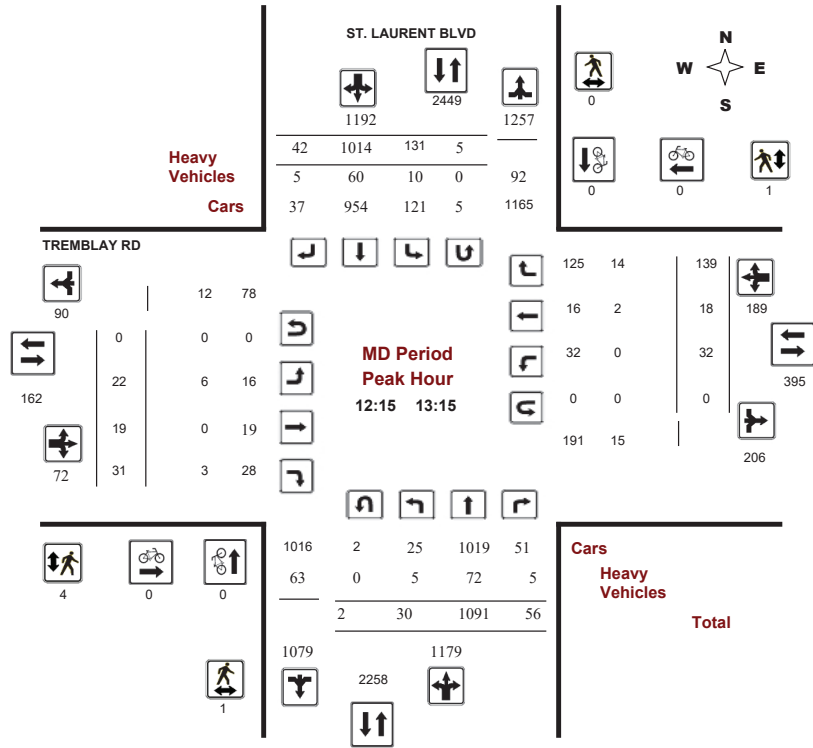 ST. LAURENT BLVD
N
W E
S
2449
0
1192 1257
42 1014 131 5
Heavy
Vehicles
5 60 10 0 92
Cars
37 954 121 5 1165
0 0 1
TREMBLAY RD
90
12 78
125 14 139
189
0 0 0
16 2 18
162
22 6 16
MD Period
Peak Hour
12:15 13:15
32 0 32
395
19 0 19
0 0 0
72
31 3 28
191 15
206
1016 2 25 1019 51
Cars
63 0 5 72 5
Heavy
Vehicles
4 0 0
2 30 1091 56
Total
1079 1179
2258
1